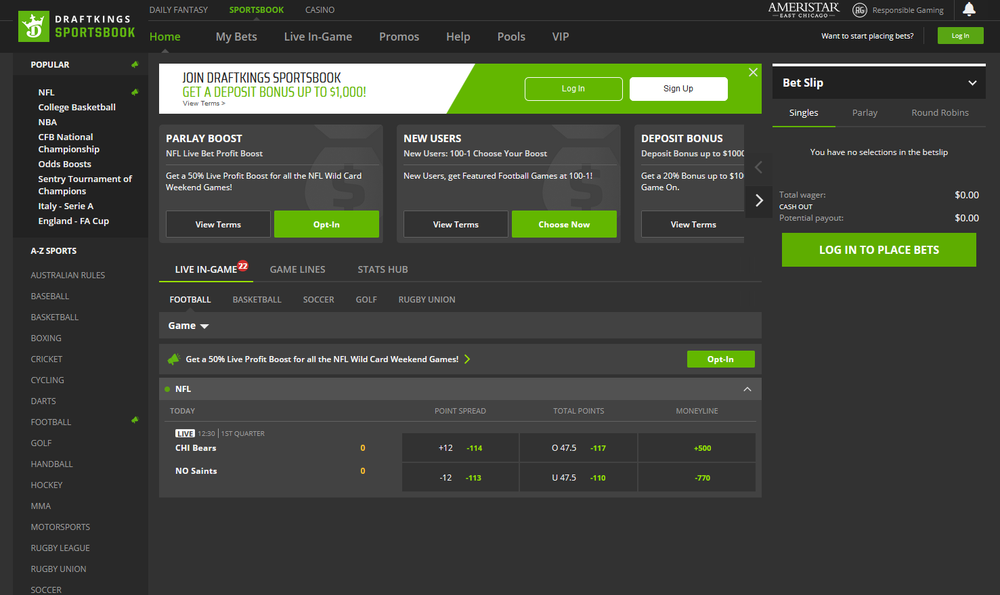 DRAFTKINGS
SPORTSBOOK
DAILY FANTASY
SPORTSBOOK
CASINO
AMERISTAR
EAST CHICAGO
RG
Responsible Gaming
Home
My Bets
Live In-Game
Promos
Help
Pools
VIP
Want to start placing bets?
Log In
POPULAR
NFL
College Basketball
NBA
CFB National
Championship
Odds Boosts
Sentry Tournament of
Champions
Italy - Serie A
England - FA Cup
A-Z SPORTS
AUSTRALIAN RULES
BASEBALL
BASKETBALL
BOXING
CRICKET
CYCLING
DARTS
FOOTBALL
GOLF
HANDBALL
HOCKEY
MMA
MOTORSPORTS
RUGBY LEAGUE
RUGBY UNION
SOCCER
JOIN DRAFTKINGS SPORTSBOOK
GET A DEPOSIT BONUS UP TO $1,000!
View Terms >
Log In
Sign Up
PARLAY BOOST
NFL Live Bet Profit Boost
Get a 50% Live Profit Boost for all the NFL Wild Card
Weekend Games!
View Terms
Opt-In
NEW USERS
New Users: 100-1 Choose Your Boost
New Users, get Featured Football Games at 100-1!
View Terms
Choose Now
DEPOSIT BONUS
Deposit Bonus up to $1000
Get a 20% Bonus up to $10
Game On.
View Terms
LIVE IN-GAME 22
GAME LINES
STATS HUB
FOOTBALL
BASKETBALL
SOCCER
GOLF
RUGBY UNION
Game
Get a 50% Live Profit Boost for all the NFL Wild Card Weekend Games!
Opt-In
NFL
TODAY
POINT SPREAD
TOTAL POINTS
MONEYLINE
LIVE 12:30 1ST QUARTER
CHI Bears 0 +12 -114 O 47.5 -117 +500
NO Saints 0 -12 -113 U 47.5 -110 -770
Bet Slip
Singles
Parlay
Round Robins
You have no selections in the betslip
Total wager: $0.00
CASH OUT
Potential payout: $0.00
LOG IN TO PLACE BETS